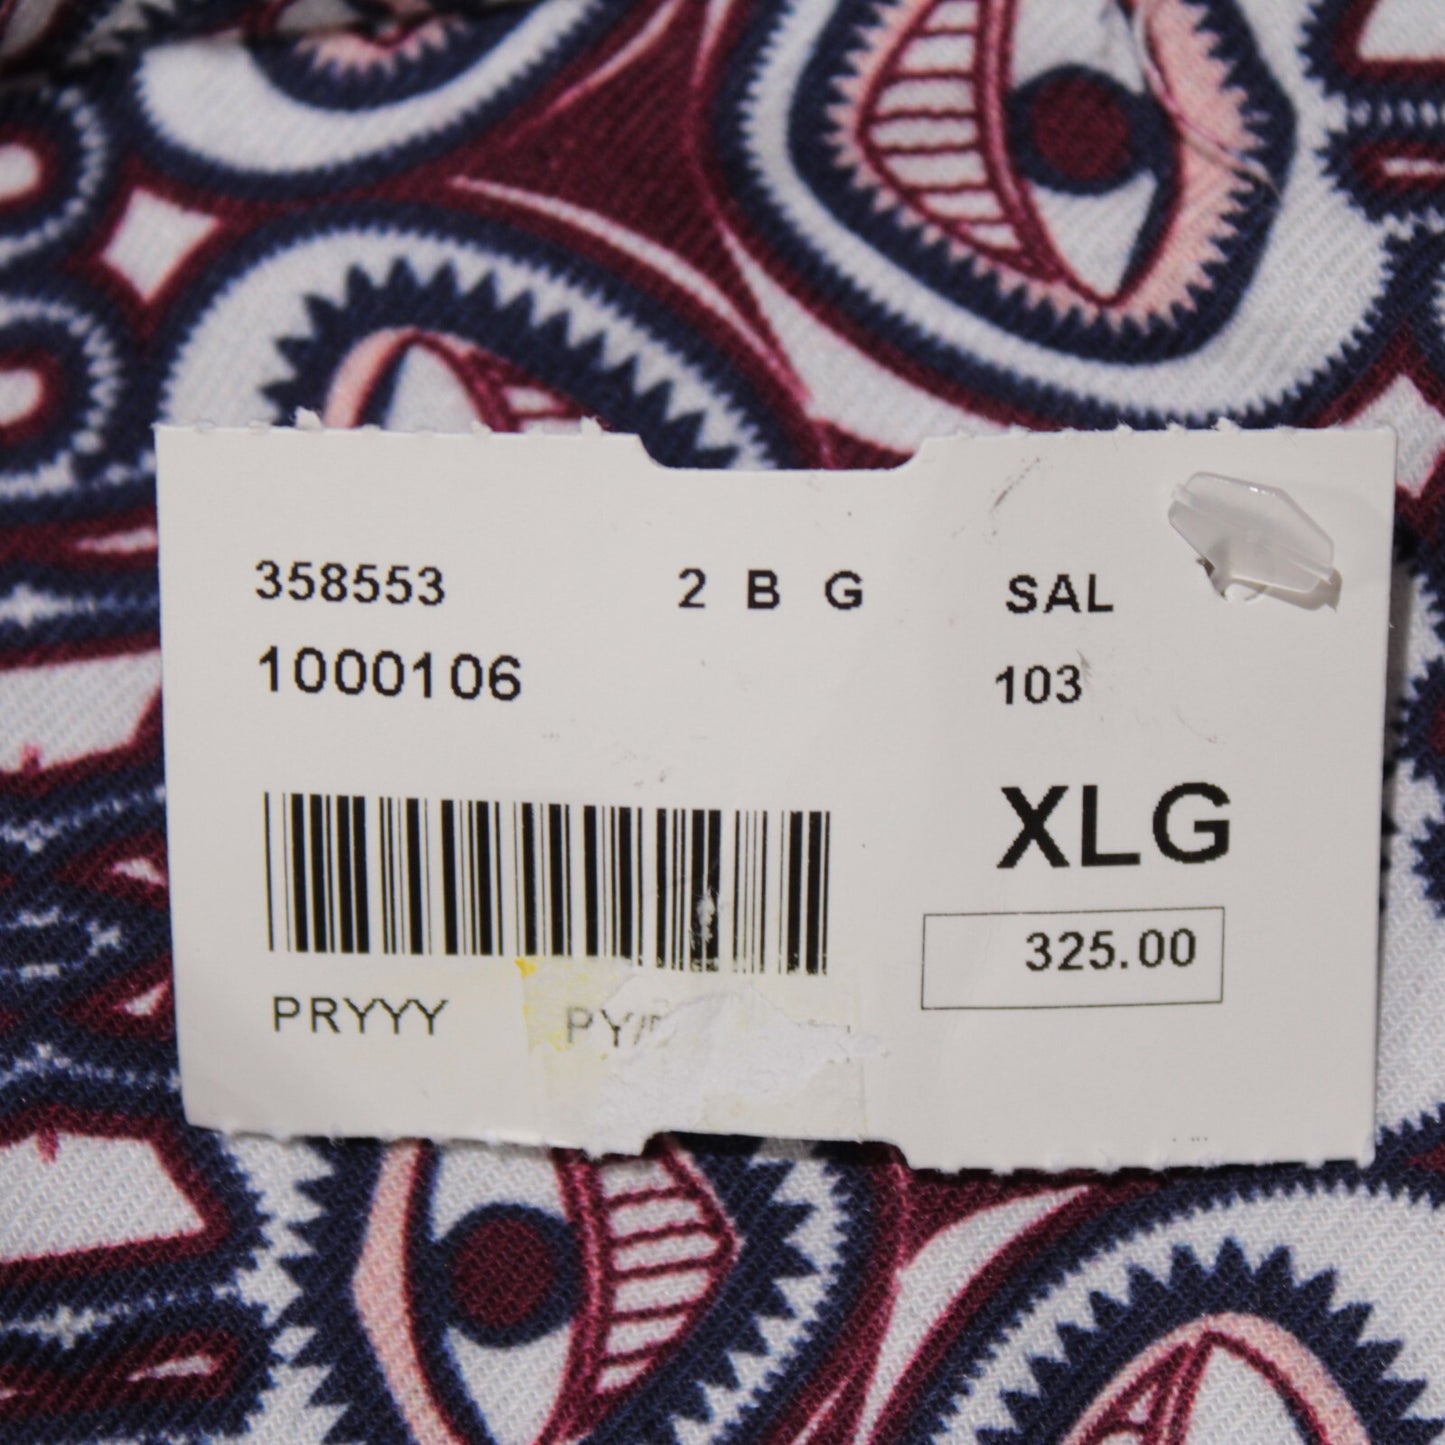 358553 2 B G SAL
1000106 103
XLG
325.00
PRYYY